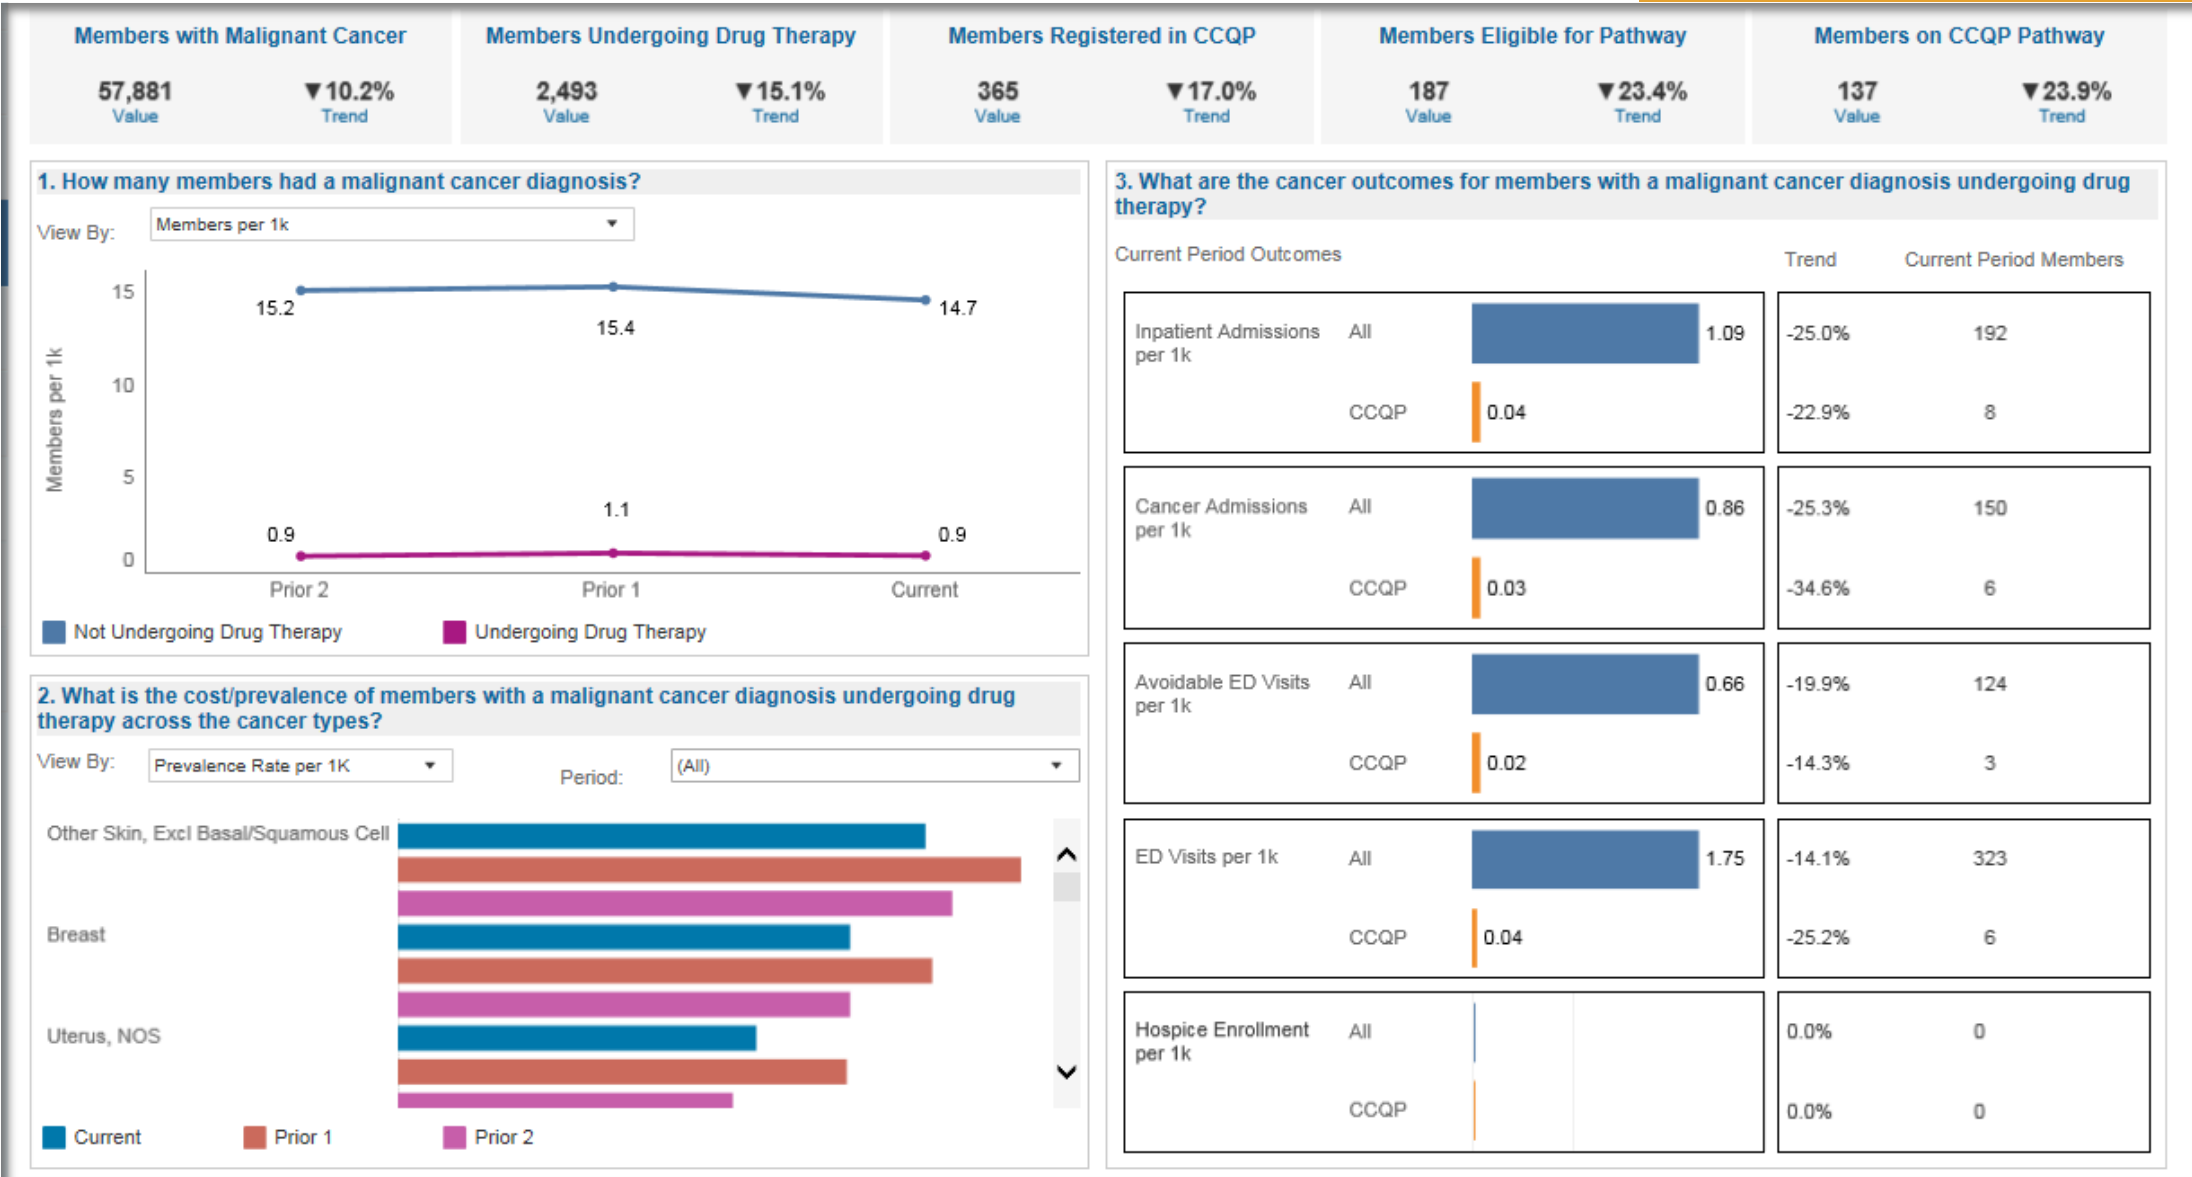 Members with Malignant Cancer
57,881 ▼10.2%
Value Trend
Members Undergoing Drug Therapy
2,493 ▼15.1%
Value Trend
Members Registered in CCQP
365 ▼17.0%
Value Trend
Members Eligible for Pathway
187 ▼23.4%
Value Trend
Members on CCQP Pathway
137 ▼23.9%
Value Trend
1. How many members had a malignant cancer diagnosis?
View By: Members per 1k
Members per 1k
15
10
5
0
15.2
15.4
14.7
0.9
1.1
0.9
Prior 2 Prior 1 Current
Not Undergoing Drug Therapy Undergoing Drug Therapy
2. What is the cost/prevalence of members with a malignant cancer diagnosis undergoing drug
therapy across the cancer types?
View By: Prevalence Rate per 1K Period: (All)
Other Skin, Excl Basal/Squamous Cell
Breast
Uterus, NOS
Current Prior 1 Prior 2
3. What are the cancer outcomes for members with a malignant cancer diagnosis undergoing drug
therapy?
Current Period Outcomes Trend Current Period Members
Inpatient Admissions
per 1k
All 1.09 -25.0% 192
CCQP 0.04 -22.9% 8
Cancer Admissions
per 1k
All 0.86 -25.3% 150
CCQP 0.03 -34.6% 6
Avoidable ED Visits
per 1k
All 0.66 -19.9% 124
CCQP 0.02 -14.3% 3
ED Visits per 1k
All 1.75 -14.1% 323
CCQP 0.04 -25.2% 6
Hospice Enrollment
per 1k
All 0.0% 0
CCQP 0.0% 0